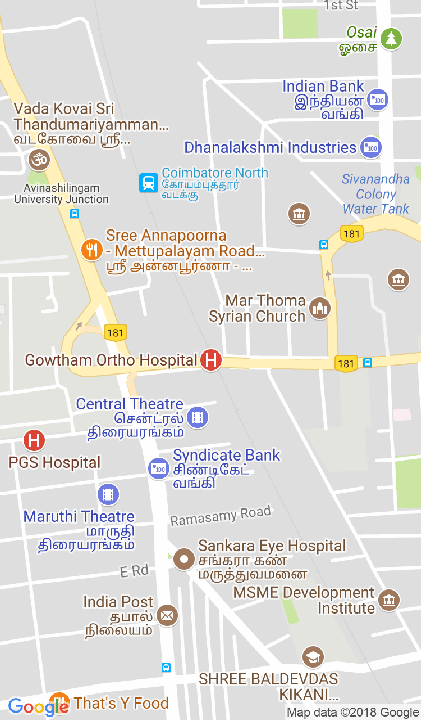 1st St
Osai
ஓசை
Indian Bank
இந்தியன்
வங்கி
Vada Kovai Sri
Thandumariyamman...
வடகோவை ஸ்ரீ...
Dhanalakshmi Industries
Coimbatore North
கோயமுத்தூர்
வடக்கு
Avinashilingam
University Junction
Sivanandha
Colony
Water Tank
Sree Annapoorna
- Mettupalayam Road...
ஸ்ரீ அன்னபூர்ணா - ...
181
Mar Thoma
Syrian Church
181
Gowtham Ortho Hospital
181
Central Theatre
சென்ட்ரல்
திரையரங்கம்
PGS Hospital
Syndicate Bank
சிண்டிகேட்
வங்கி
Maruthi Theatre
மாருதி
திரையரங்கம்
Ramasamy Road
Sankara Eye Hospital
சங்கரா கண்
மருத்துவமனை
E Rd
MSME Development
Institute
India Post
தபால்
நிலையம்
SHREE BALDEVDAS
KIKANI...
Google
That's Y Food
Map data ©2018 Google